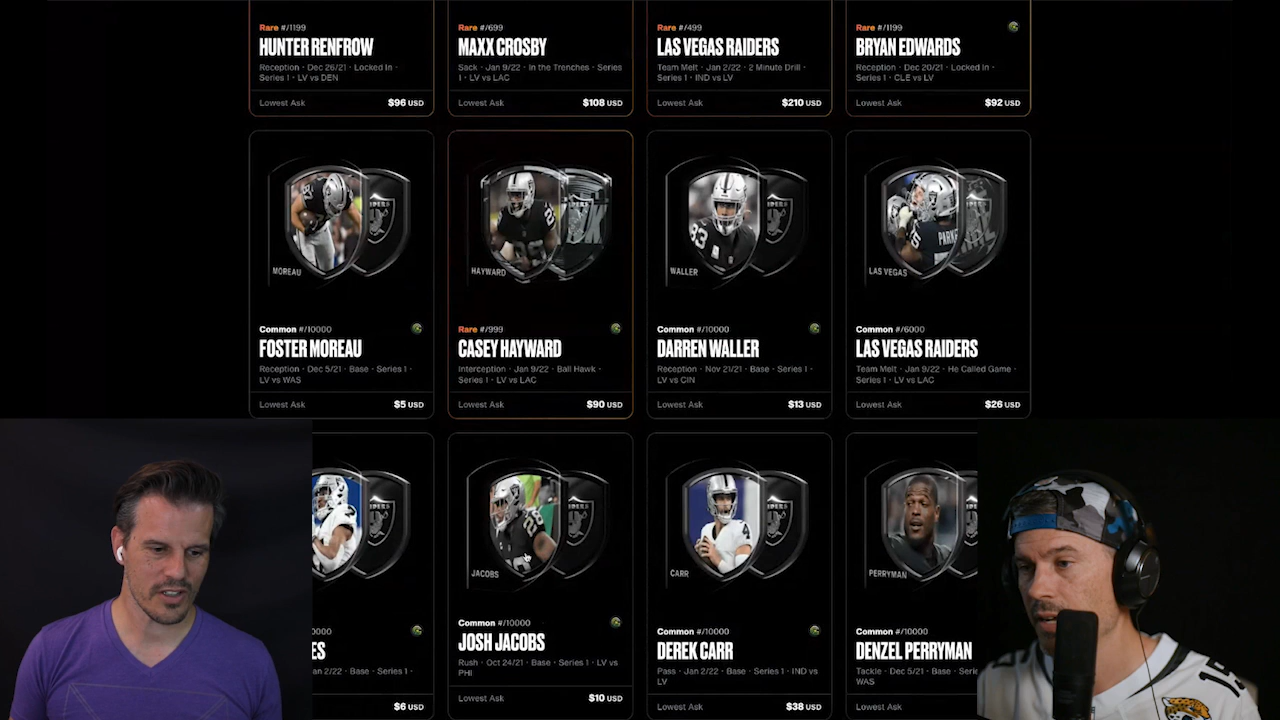 Rare #/1199
HUNTER RENFROW
Reception · Dec 26/21 · Locked In ·
Series 1 · LV vs DEN
Lowest Ask $96 USD
Rare #/699
MAXX CROSBY
Sack · Jan 9/22 · In the Trenches · Series
1 · LV vs LAC
Lowest Ask $108 USD
Rare #/499
LAS VEGAS RAIDERS
Team Melt · Jan 2/22 · 2 Minute Drill ·
Series 1 · IND vs LV
Lowest Ask $210 USD
Rare #/1199
BRYAN EDWARDS
Reception · Dec 20/21 · Locked In ·
Series 1 · CLE vs LV
Lowest Ask $92 USD
MOREAU
Common #/10000
FOSTER MOREAU
Reception · Dec 5/21 · Base · Series 1 ·
LV vs WAS
Lowest Ask $5 USD
HAYWARD
Rare #/999
CASEY HAYWARD
Interception · Jan 9/22 · Ball Hawk ·
Series 1 · LV vs LAC
Lowest Ask $90 USD
WALLER
83
Common #/10000
DARREN WALLER
Reception · Nov 21/21 · Base · Series 1 ·
LV vs CIN
Lowest Ask $13 USD
LAS VEGAS
Common #/6000
LAS VEGAS RAIDERS
Team Melt · Jan 9/22 · He Called Game ·
Series 1 · LV vs LAC
Lowest Ask $26 USD
0000
ES
an 2/22 · Base · Series 1 ·
$6 USD
JACOBS
28
Common #/10000
JOSH JACOBS
Rush · Oct 24/21 · Base · Series 1 · LV vs
PHI
Lowest Ask $10 USD
CARR
4
Common #/10000
DEREK CARR
Pass · Jan 2/22 · Base · Series 1 · IND vs
LV
Lowest Ask $38 USD
PERRYMAN
Common #/10000
DENZEL PERRYMAN
Tackle · Dec 5/21 · Base · Serie
WAS
Lowest Ask